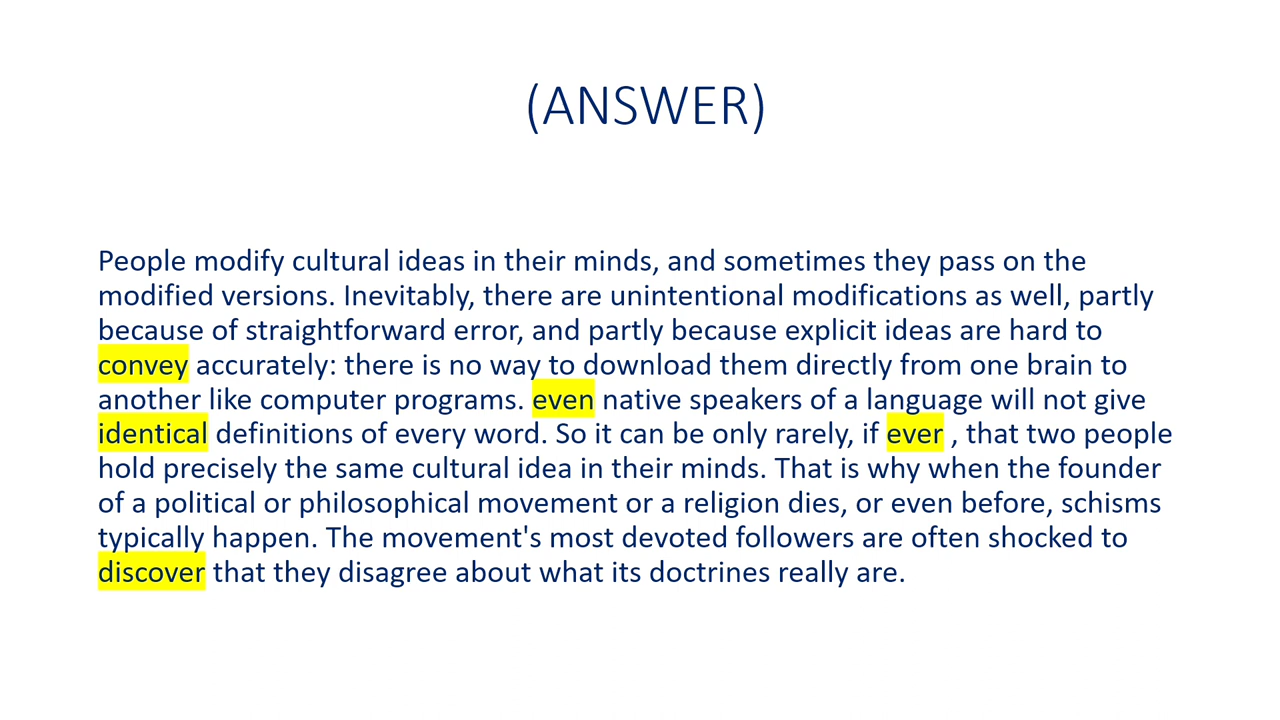 (ANSWER)
People modify cultural ideas in their minds, and sometimes they pass on the
modified versions. Inevitably, there are unintentional modifications as well, partly
because of straightforward error, and partly because explicit ideas are hard to
convey accurately: there is no way to download them directly from one brain to
another like computer programs. even native speakers of a language will not give
identical definitions of every word. So it can be only rarely, if ever , that two people
hold precisely the same cultural idea in their minds. That is why when the founder
of a political or philosophical movement or a religion dies, or even before, schisms
typically happen. The movement's most devoted followers are often shocked to
discover that they disagree about what its doctrines really are.